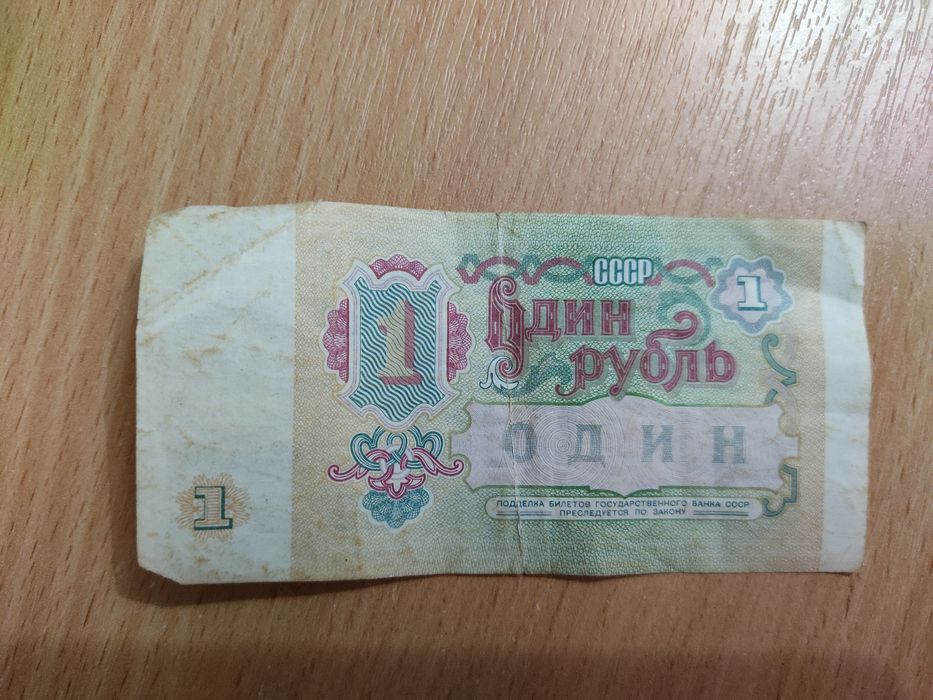 СССР
1
1
Один
рубль
ОДИН
1
ПОДДЕЛКА БИЛЕТОВ ГОСУДАРСТВЕННОГО БАНКА СССР
ПРЕСЛЕДУЕТСЯ ПО ЗАКОНУ